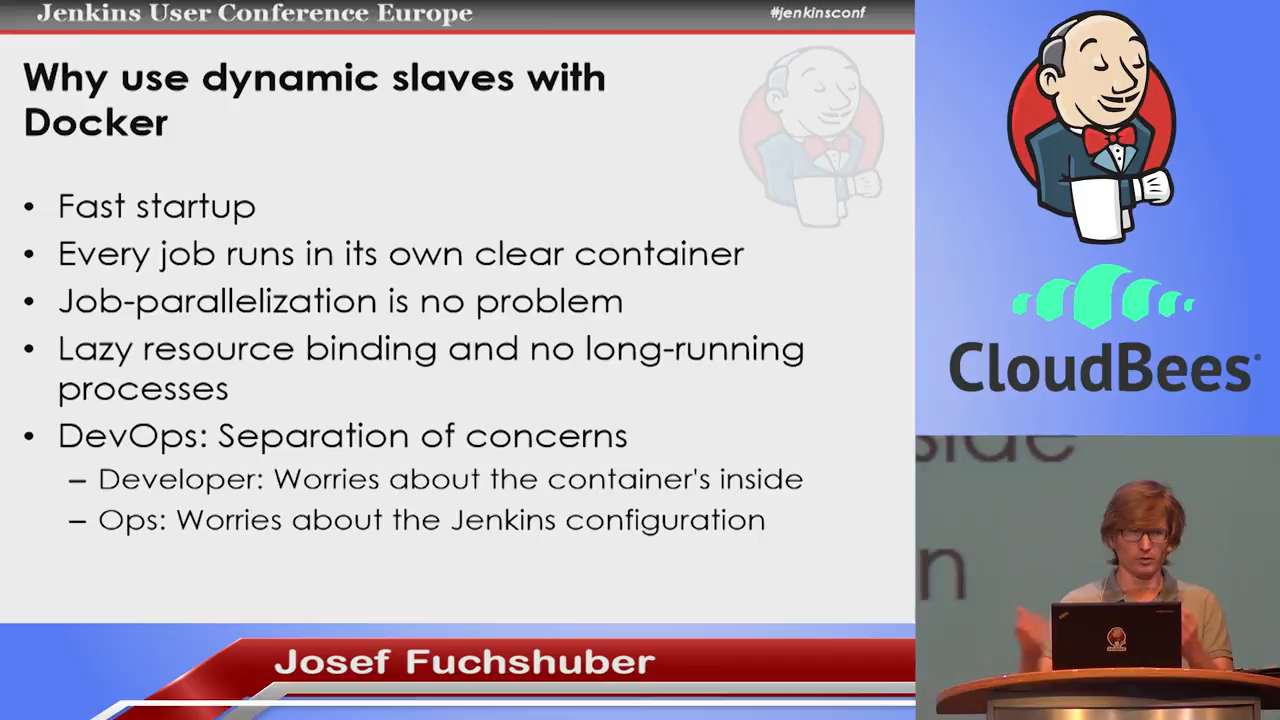 Jenkins User Conference Europe
#jenkinsconf
Why use dynamic slaves with
Docker
• Fast startup
• Every job runs in its own clear container
• Job-parallelization is no problem
• Lazy resource binding and no long-running
processes
• DevOps: Separation of concerns
– Developer: Worries about the container's inside
– Ops: Worries about the Jenkins configuration
CloudBees
Josef Fuchshuber